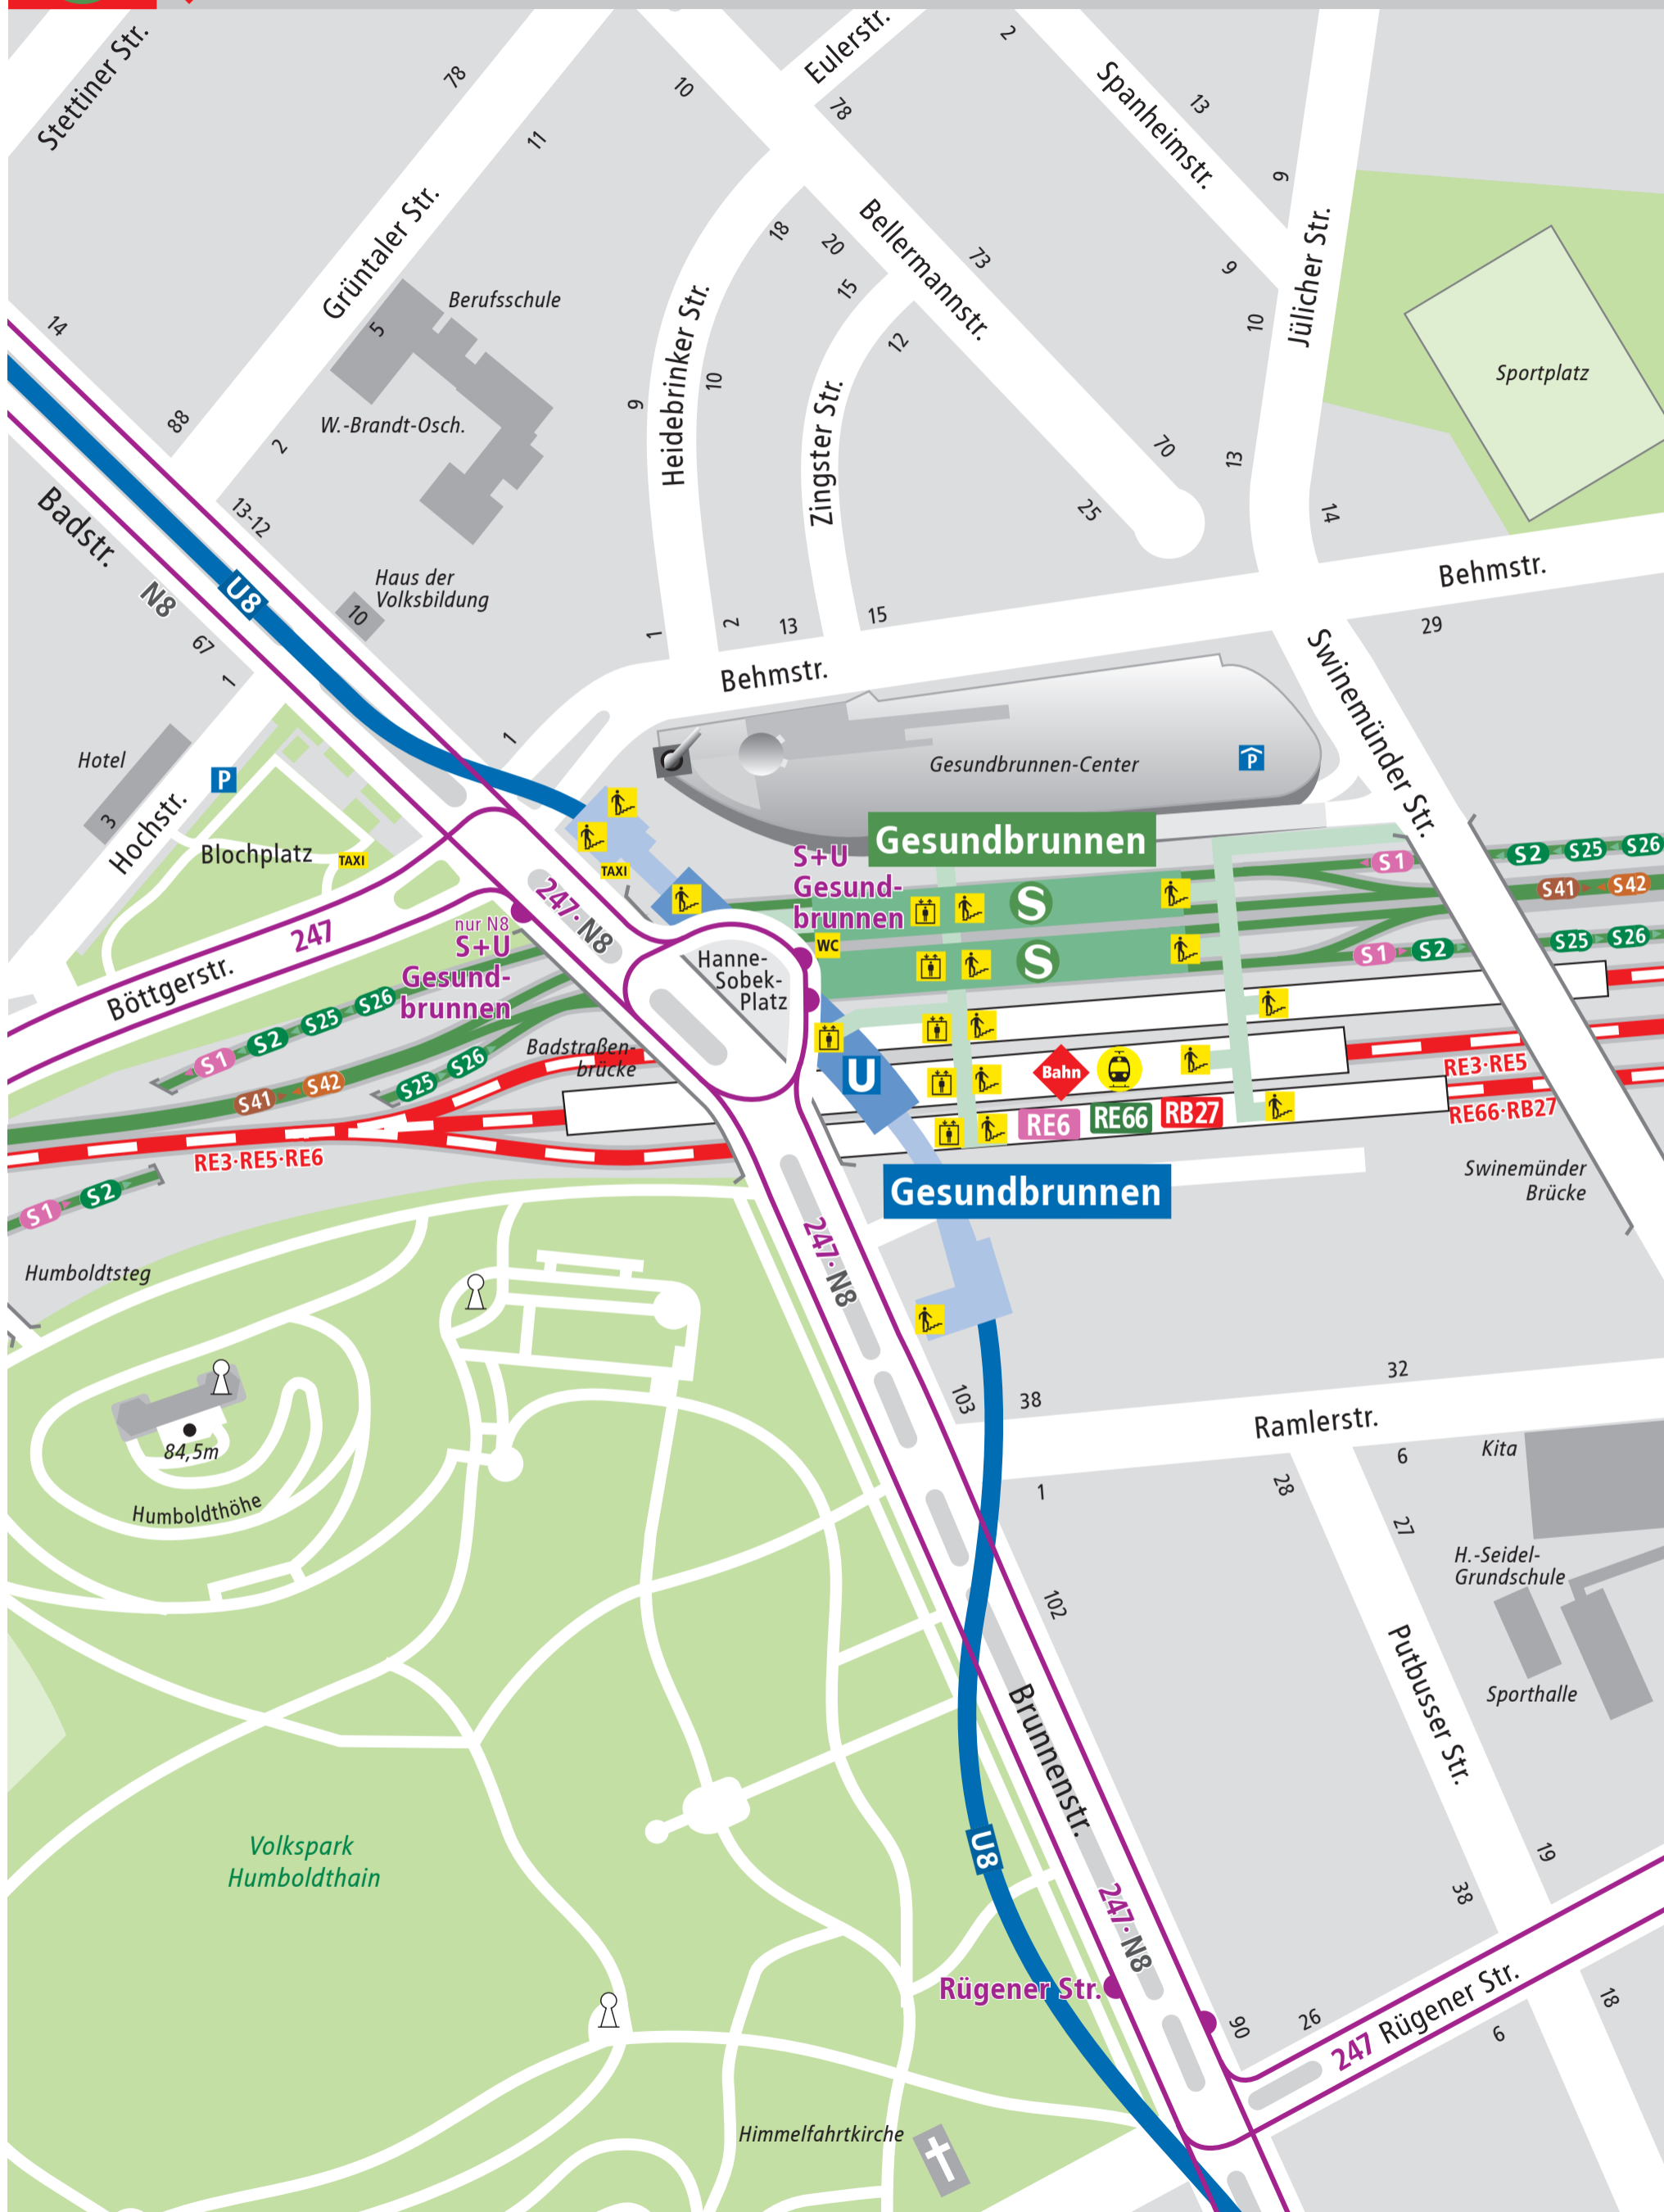 Stettiner Str.
78
11
Grüntaler Str.
10
Eulerstr.
78
2
Spanheimstr.
13
9
9
10
Jülicher Str.
13
14
Sportplatz
18
20
15
12
Bellermannstr.
73
70
25
Berufsschule
5
W.-Brandt-Osch.
Heidebrinker Str.
9
10
Zingster Str.
14
88
2
13-12
Badstr.
N8
U8
67
1
Haus der
Volksbildung
10
1
2
13
15
Behmstr.
Behmstr.
29
Swinemünder Str.
Hotel
3
P
Hochstr.
Blochplatz
TAXI
1
Gesundbrunnen-Center
P
TAXI
Gesundbrunnen
S+U
Gesund-
brunnen
WC
S
S
S1
S2
S25
S26
S41
S42
S1
S2
S25
S26
247
Böttgerstr.
nur N8
S+U
Gesund-
brunnen
247·N8
Hanne-
Sobek-
Platz
S1
S2
S25
S26
S41
S42
S25
S26
Badstraßen-
brücke
U
Bahn
RE6
RE66
RB27
RE3·RE5
RE66·RB27
RE3·RE5·RE6
S1
S2
Gesundbrunnen
Swinemünder
Brücke
Humboldtsteg
247·N8
84,5m
Humboldthöhe
103
38
32
Ramlerstr.
6
Kita
1
28
27
H.-Seidel-
Grundschule
102
Sporthalle
Putbusser Str.
Brunnenstr.
U8
Volkspark
Humboldthain
19
38
247·N8
Rügener Str.
90
26
247 Rügener Str.
6
18
Himmelfahrtkirche